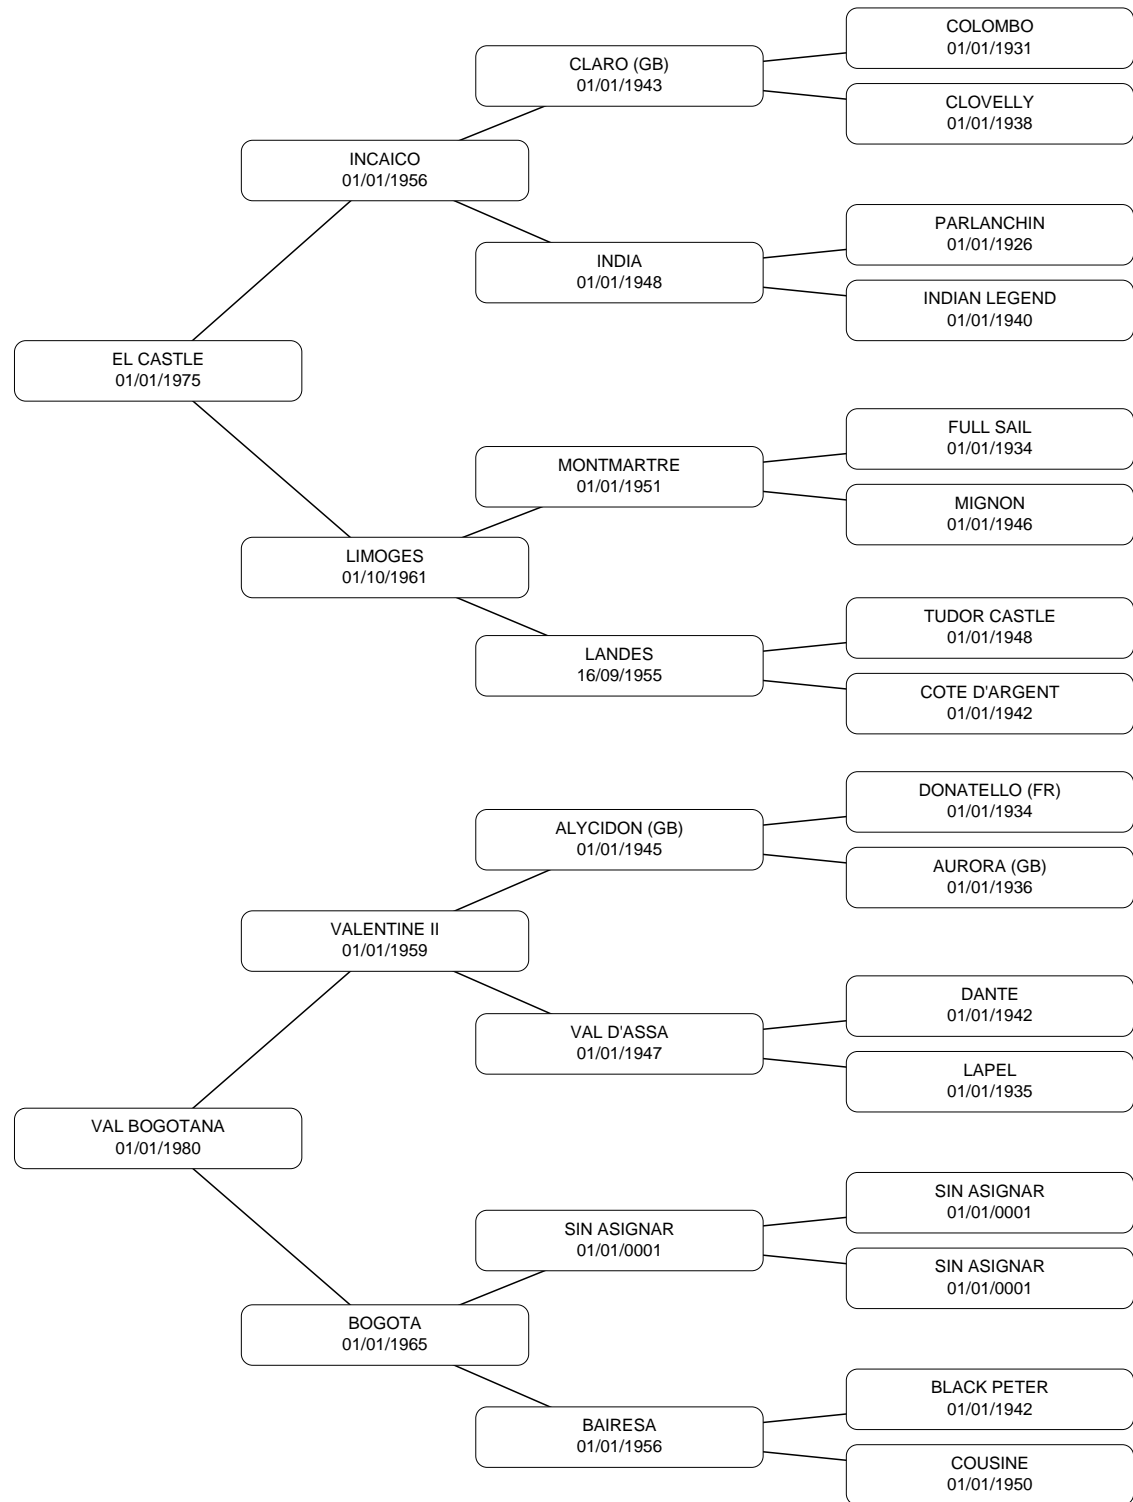 COLOMBO
01/01/1931
CLARO (GB)
01/01/1943
CLOVELLY
01/01/1938
INCAICO
01/01/1956
PARLANCHIN
01/01/1926
INDIA
01/01/1948
INDIAN LEGEND
01/01/1940
EL CASTLE
01/01/1975
FULL SAIL
01/01/1934
MONTMARTRE
01/01/1951
MIGNON
01/01/1946
LIMOGES
01/10/1961
TUDOR CASTLE
01/01/1948
LANDES
16/09/1955
COTE D'ARGENT
01/01/1942
DONATELLO (FR)
01/01/1934
ALYCIDON (GB)
01/01/1945
AURORA (GB)
01/01/1936
VALENTINE II
01/01/1959
DANTE
01/01/1942
VAL D'ASSA
01/01/1947
LAPEL
01/01/1935
VAL BOGOTANA
01/01/1980
SIN ASIGNAR
01/01/0001
SIN ASIGNAR
01/01/0001
SIN ASIGNAR
01/01/0001
BOGOTA
01/01/1965
BLACK PETER
01/01/1942
BAIRESA
01/01/1956
COUSINE
01/01/1950